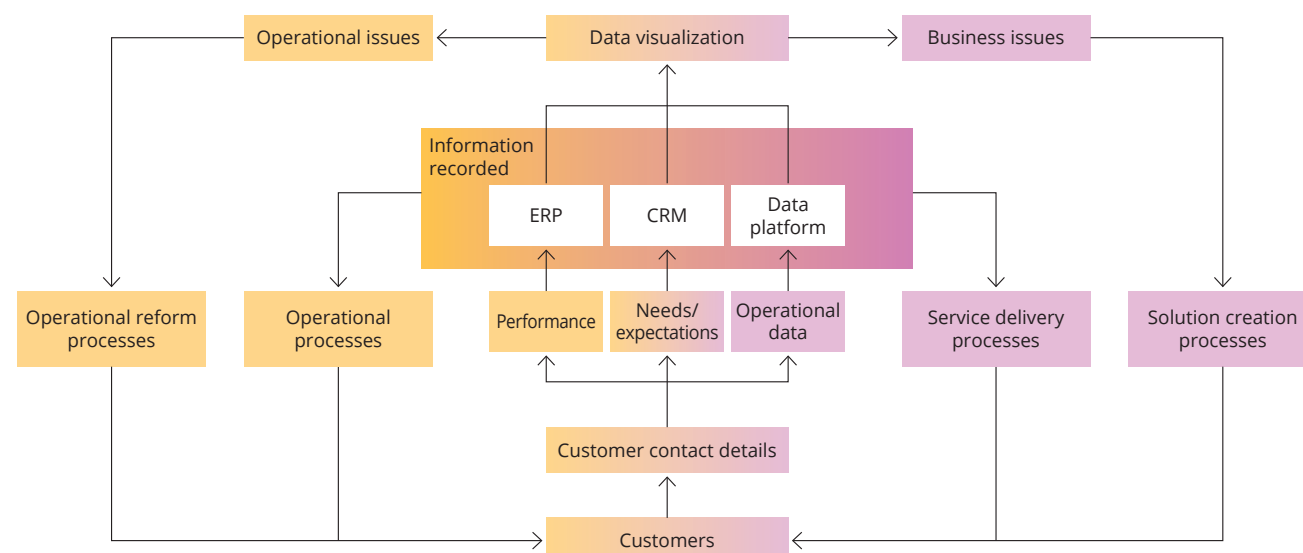 Operational issues
Data visualization
Business issues
Information
recorded
ERP
CRM
Data
platform
Operational reform
processes
Operational
processes
Performance
Needs/
expectations
Operational
data
Service delivery
processes
Solution creation
processes
Customer contact details
Customers